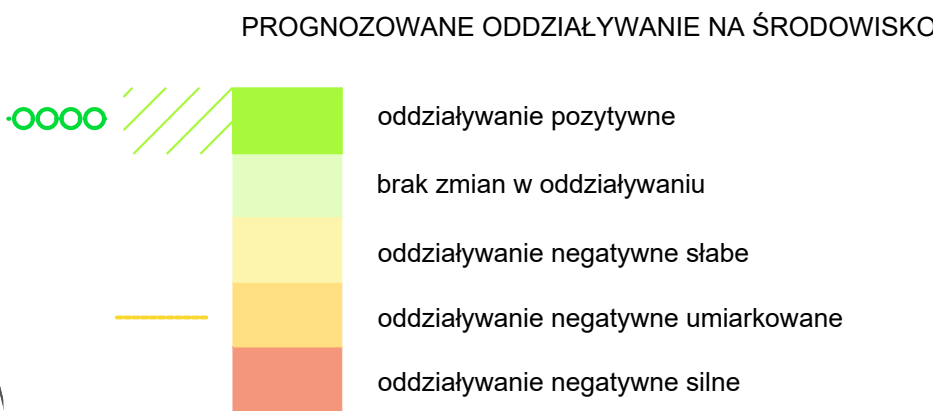 PROGNOZOWANE ODDZIAŁYWANIE NA ŚRODOWISKO
oddziaływanie pozytywne
brak zmian w oddziaływaniu
oddziaływanie negatywne słabe
oddziaływanie negatywne umiarkowane
oddziaływanie negatywne silne